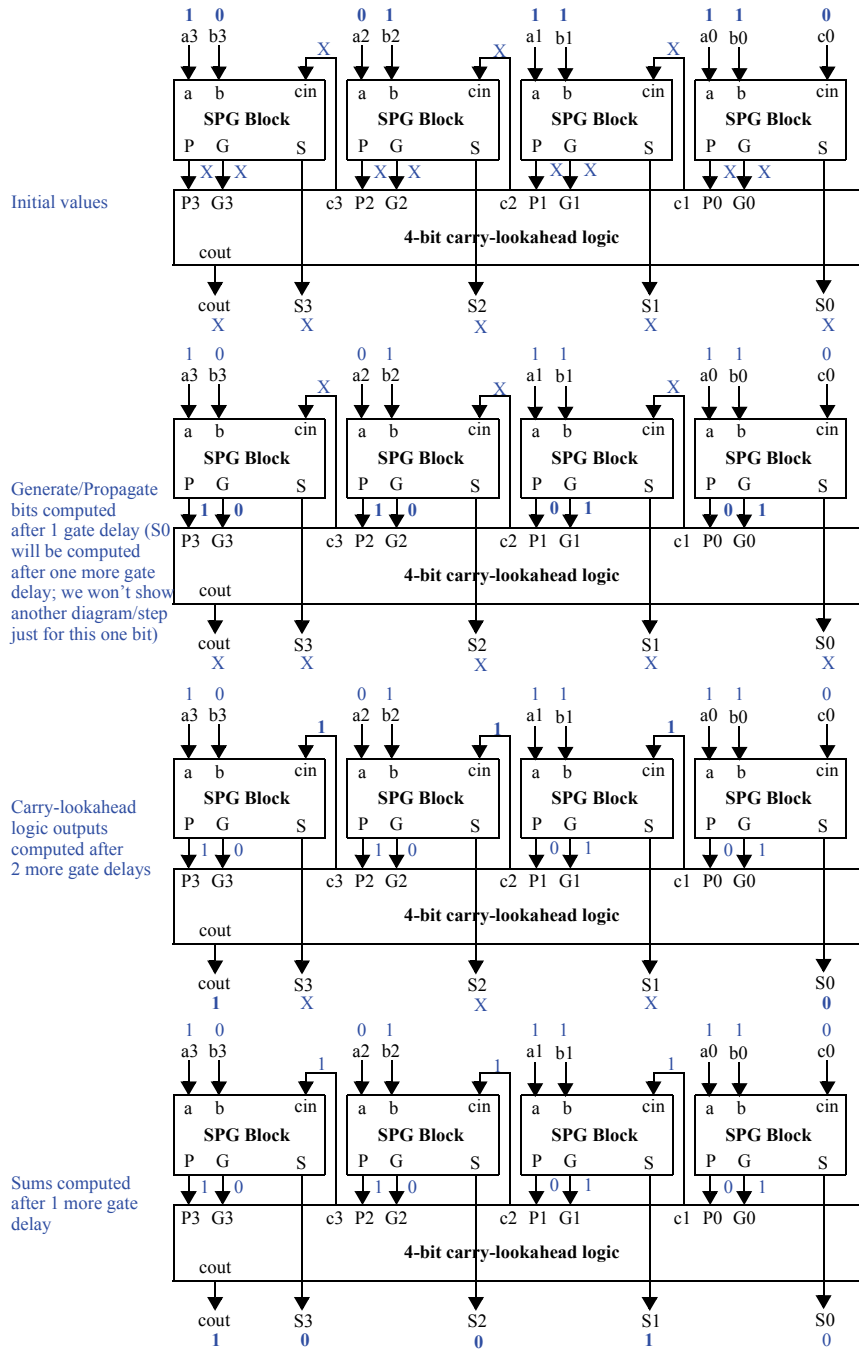 1 0 0 1 1 1 1 1 0
a3 b3 a2 b2 a1 b1 a0 b0 c0
X X X
a b cin a b cin a b cin a b cin
SPG Block SPG Block SPG Block SPG Block
P G S P G S P G S P G S
X X X X X X X X
Initial values
P3 G3 c3 P2 G2 c2 P1 G1 c1 P0 G0
4-bit carry-lookahead logic
cout
cout S3 S2 S1 S0
X X X X X
1 0 0 1 1 1 1 1 0
a3 b3 a2 b2 a1 b1 a0 b0 c0
X X X
a b cin a b cin a b cin a b cin
SPG Block SPG Block SPG Block SPG Block
P G S P G S P G S P G S
1 0 1 0 0 1 0 1
Generate/Propagate
bits computed
after 1 gate delay (S0
will be computed
after one more gate
delay; we won't show
another diagram/step
just for this one bit)
P3 G3 c3 P2 G2 c2 P1 G1 c1 P0 G0
4-bit carry-lookahead logic
cout
cout S3 S2 S1 S0
X X X X X
1 0 0 1 1 1 1 1 0
a3 b3 a2 b2 a1 b1 a0 b0 c0
1 1 1
a b cin a b cin a b cin a b cin
SPG Block SPG Block SPG Block SPG Block
P G S P G S P G S P G S
1 0 1 0 0 1 0 1
Carry-lookahead
logic outputs
computed after
2 more gate delays
P3 G3 c3 P2 G2 c2 P1 G1 c1 P0 G0
4-bit carry-lookahead logic
cout
cout S3 S2 S1 S0
1 X X X 0
1 0 0 1 1 1 1 1 0
a3 b3 a2 b2 a1 b1 a0 b0 c0
1 1 1
a b cin a b cin a b cin a b cin
SPG Block SPG Block SPG Block SPG Block
P G S P G S P G S P G S
1 0 1 0 0 1 0 1
Sums computed
after 1 more gate
delay
P3 G3 c3 P2 G2 c2 P1 G1 c1 P0 G0
4-bit carry-lookahead logic
cout
cout S3 S2 S1 S0
1 0 0 1 0